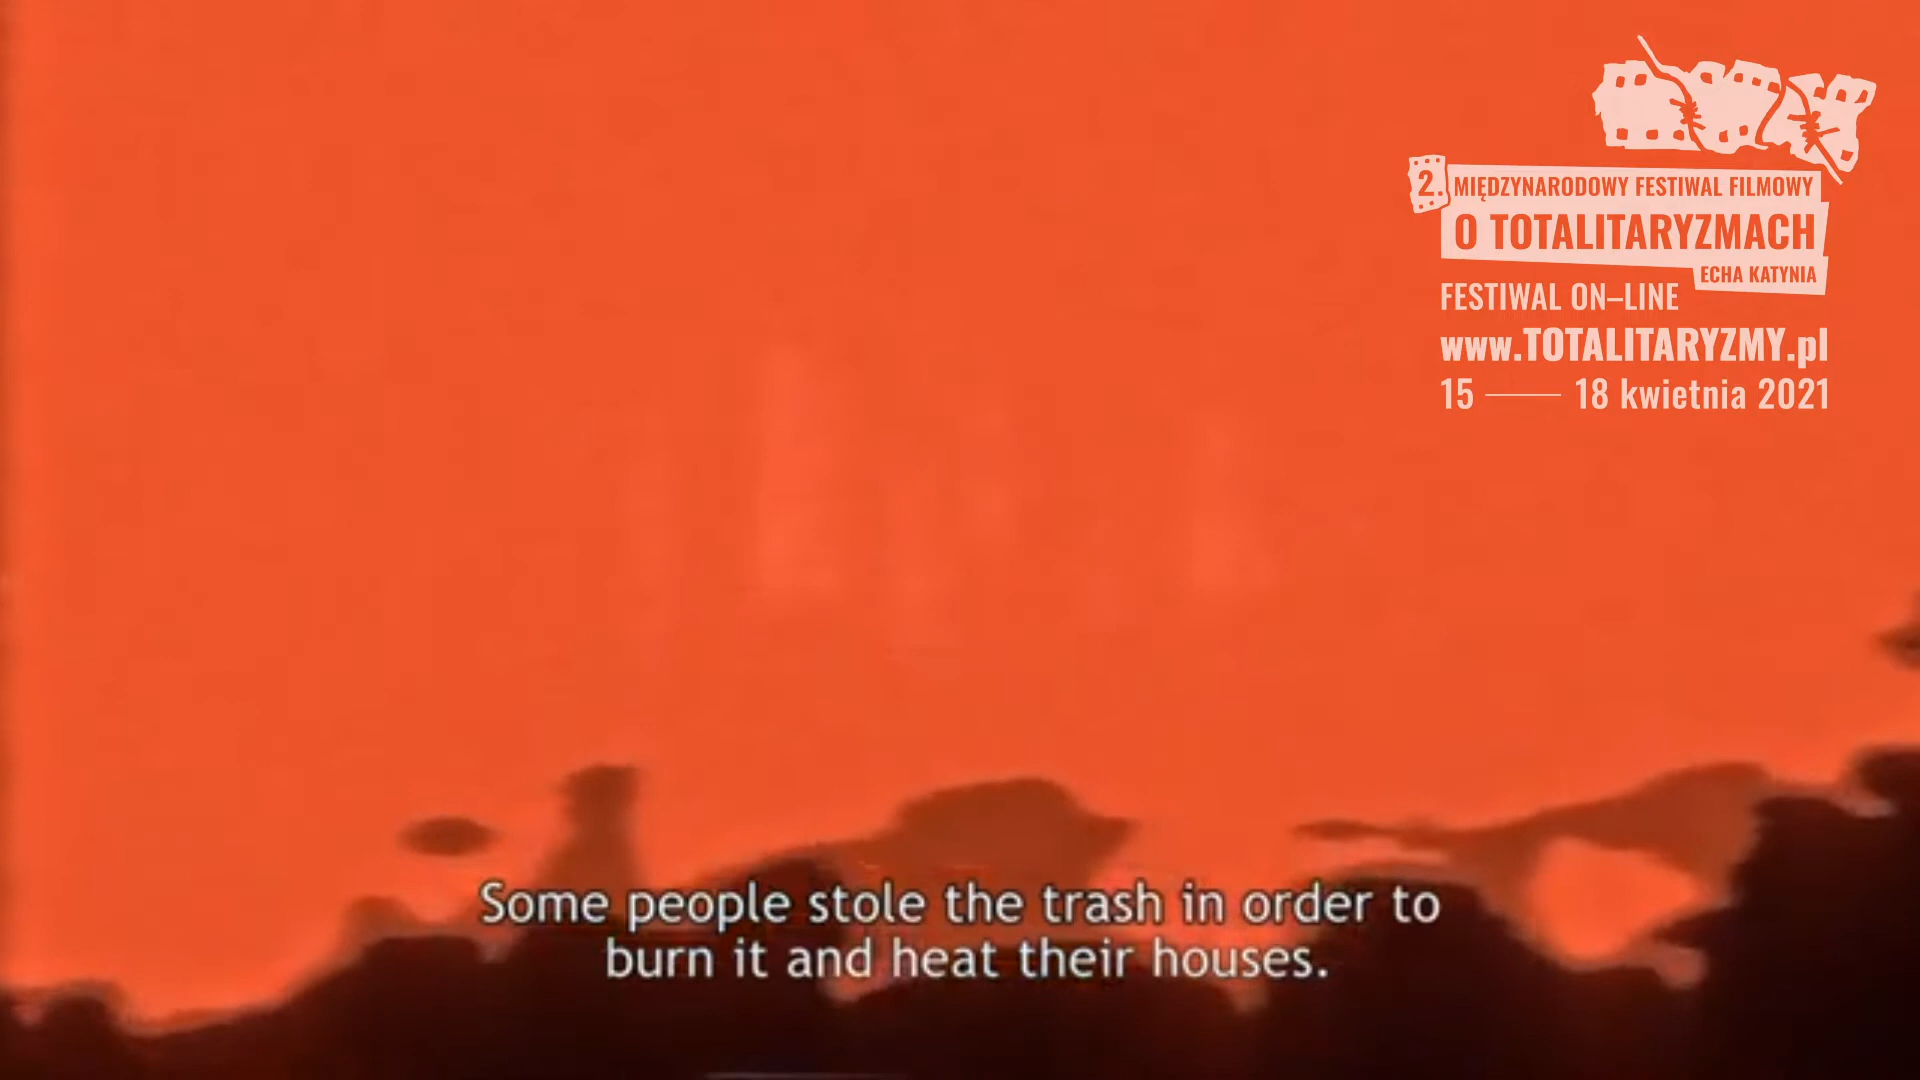 2. MIĘDZYNARODOWY FESTIWAL FILMOWY
O TOTALITARYZMACH
ECHA KATYNIA
FESTIWAL ON–LINE
www.TOTALITARYZMY.pl
15 — 18 kwietnia 2021
Some people stole the trash in order to
burn it and heat their houses.